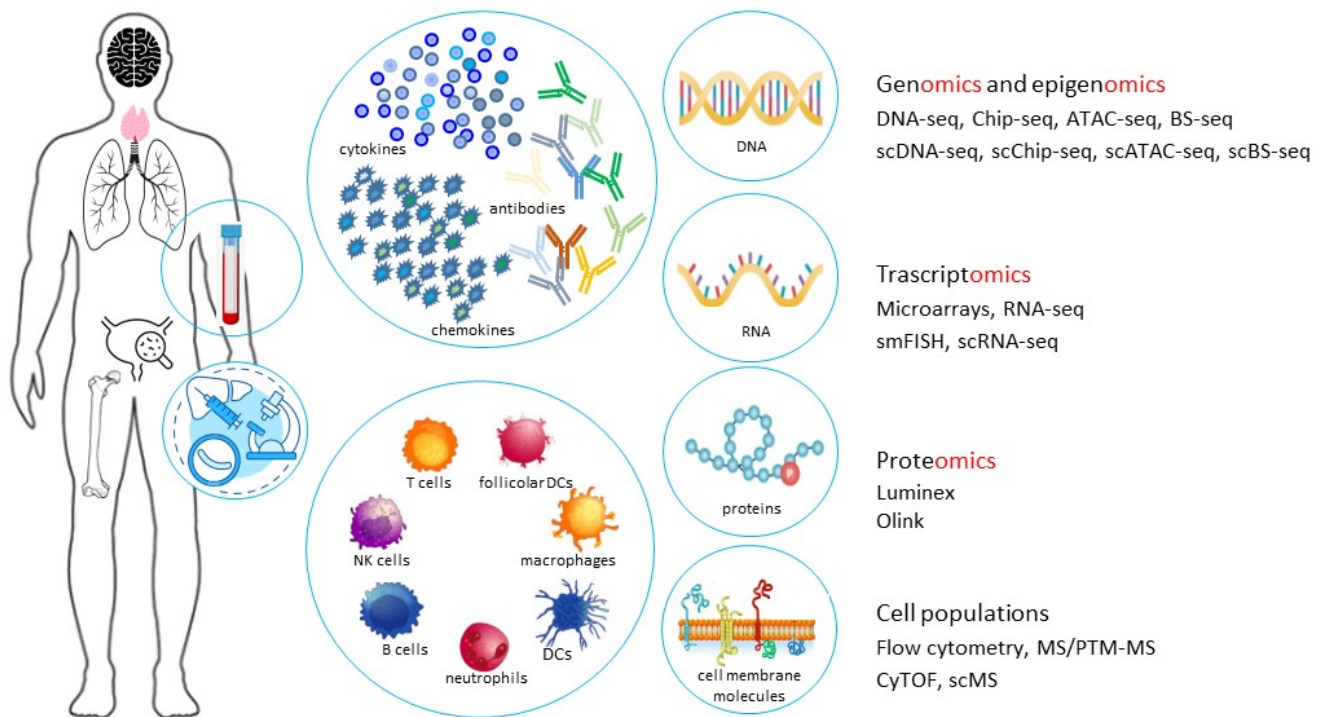 cytokines
antibodies
chemokines
T cells
follicolar DCs
NK cells
macrophages
B cells
DCs
neutrophils
DNA
RNA
P
proteins
cell membrane
molecules
Genomics and epigenomics
DNA-seq, Chip-seq, ATAC-seq, BS-seq
scDNA-seq, scChip-seq, scATAC-seq, scBS-seq
Trascriptomics
Microarrays, RNA-seq
smFISH, scRNA-seq
Proteomics
Luminex
Olink
Cell populations
Flow cytometry, MS/PTM-MS
CyTOF, scMS